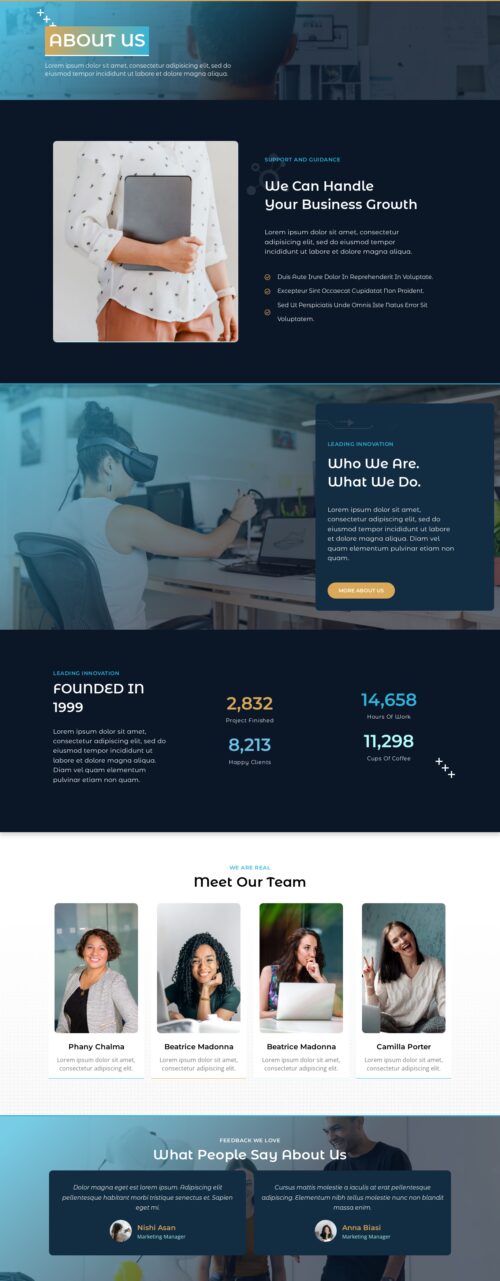 ABOUT US
Lorem ipsum dolor sit amet, consectetur adipisicing elit, sed do
eiusmod tempor incididunt ut labore et dolore magna aliqua.
SUPPORT AND GUIDANCE
We Can Handle
Your Business Growth
Lorem ipsum dolor sit amet, consectetur
adipisicing elit, sed do eiusmod tempor
incididunt ut labore et dolore magna aliqua.
Duis Aute Irure Dolor In Reprehenderit In Voluptate.
Excepteur Sint Occaecat Cupidatat Non Proident.
Sed Ut Perspiciatis Unde Omnis Iste Natus Error Sit
Voluptatem.
LEADING INNOVATION
Who We Are.
What We Do.
Lorem ipsum dolor sit amet,
consectetur adipisicing elit, sed do
eiusmod tempor incididunt ut labore
et dolore magna aliqua. Diam vel
quam elementum pulvinar etiam non
quam.
MORE ABOUT US
LEADING INNOVATION
FOUNDED IN
1999
Lorem ipsum dolor sit amet,
consectetur adipisicing elit, sed do
eiusmod tempor incididunt ut
labore et dolore magna aliqua.
Diam vel quam elementum
pulvinar etiam non quam.
2,832
Project Finished
14,658
Hours Of Work
8,213
Happy Clients
11,298
Cups Of Coffee
WE ARE REAL
Meet Our Team
Phany Chalma
Lorem ipsum dolor sit amet,
consectetur adipiscing elit.
Beatrice Madonna
Lorem ipsum dolor sit amet,
consectetur adipiscing elit.
Beatrice Madonna
Lorem ipsum dolor sit amet,
consectetur adipiscing elit.
Camilla Porter
Lorem ipsum dolor sit amet,
consectetur adipiscing elit.
FEEDBACK WE LOVE
What People Say About Us
Dolor magna eget est lorem ipsum. Adipiscing elit
pellentesque habitant morbi tristique senectus et. Sapien
eget mi.
Nishi Asan
Marketing Manager
Cursus mattis molestie a iaculis at erat pellentesque
adipiscing. Elementum nibh tellus molestie nunc non blandit
massa enim.
Anna Biasi
Marketing Manager